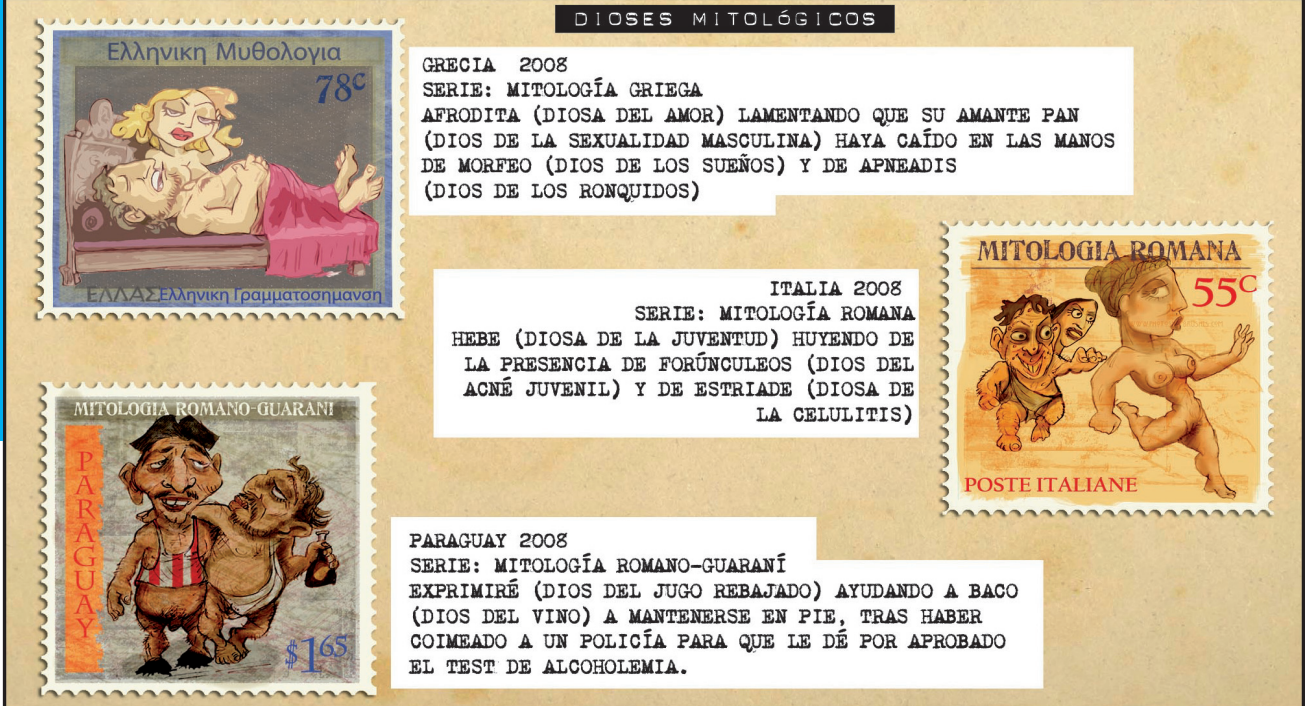 DIOSES MITOLÓGICOS
Ελληνικη Μυθολογια
78c
ΕΛΛΑΣ Ελληνικη Γραμματοσημανση
GRECIA 2008
SERIE: MITOLOGÍA GRIEGA
AFRODITA (DIOSA DEL AMOR) LAMENTANDO QUE SU AMANTE PAN
(DIOS DE LA SEXUALIDAD MASCULINA) HAYA CAÍDO EN LAS MANOS
DE MORFEO (DIOS DE LOS SUEÑOS) Y DE APNEADIS
(DIOS DE LOS RONQUIDOS)
MITOLOGIA ROMANA
55C
POSTE ITALIANE
ITALIA 2008
SERIE: MITOLOGÍA ROMANA
HEBE (DIOSA DE LA JUVENTUD) HUYENDO DE
LA PRESENCIA DE FORÚNCULEOS (DIOS DEL
ACNÉ JUVENIL) Y DE ESTRIADE (DIOSA DE
LA CELULITIS)
MITOLOGIA ROMANO-GUARANI
PARAGUAY
$1.65
PARAGUAY 2008
SERIE: MITOLOGÍA ROMANO-GUARANÍ
EXPRIMIRÉ (DIOS DEL JUGO REBAJADO) AYUDANDO A BACO
(DIOS DEL VINO) A MANTENERSE EN PIE, TRAS HABER
COIMEADO A UN POLICÍA PARA QUE LE DÉ POR APROBADO
EL TEST DE ALCOHOLEMIA.